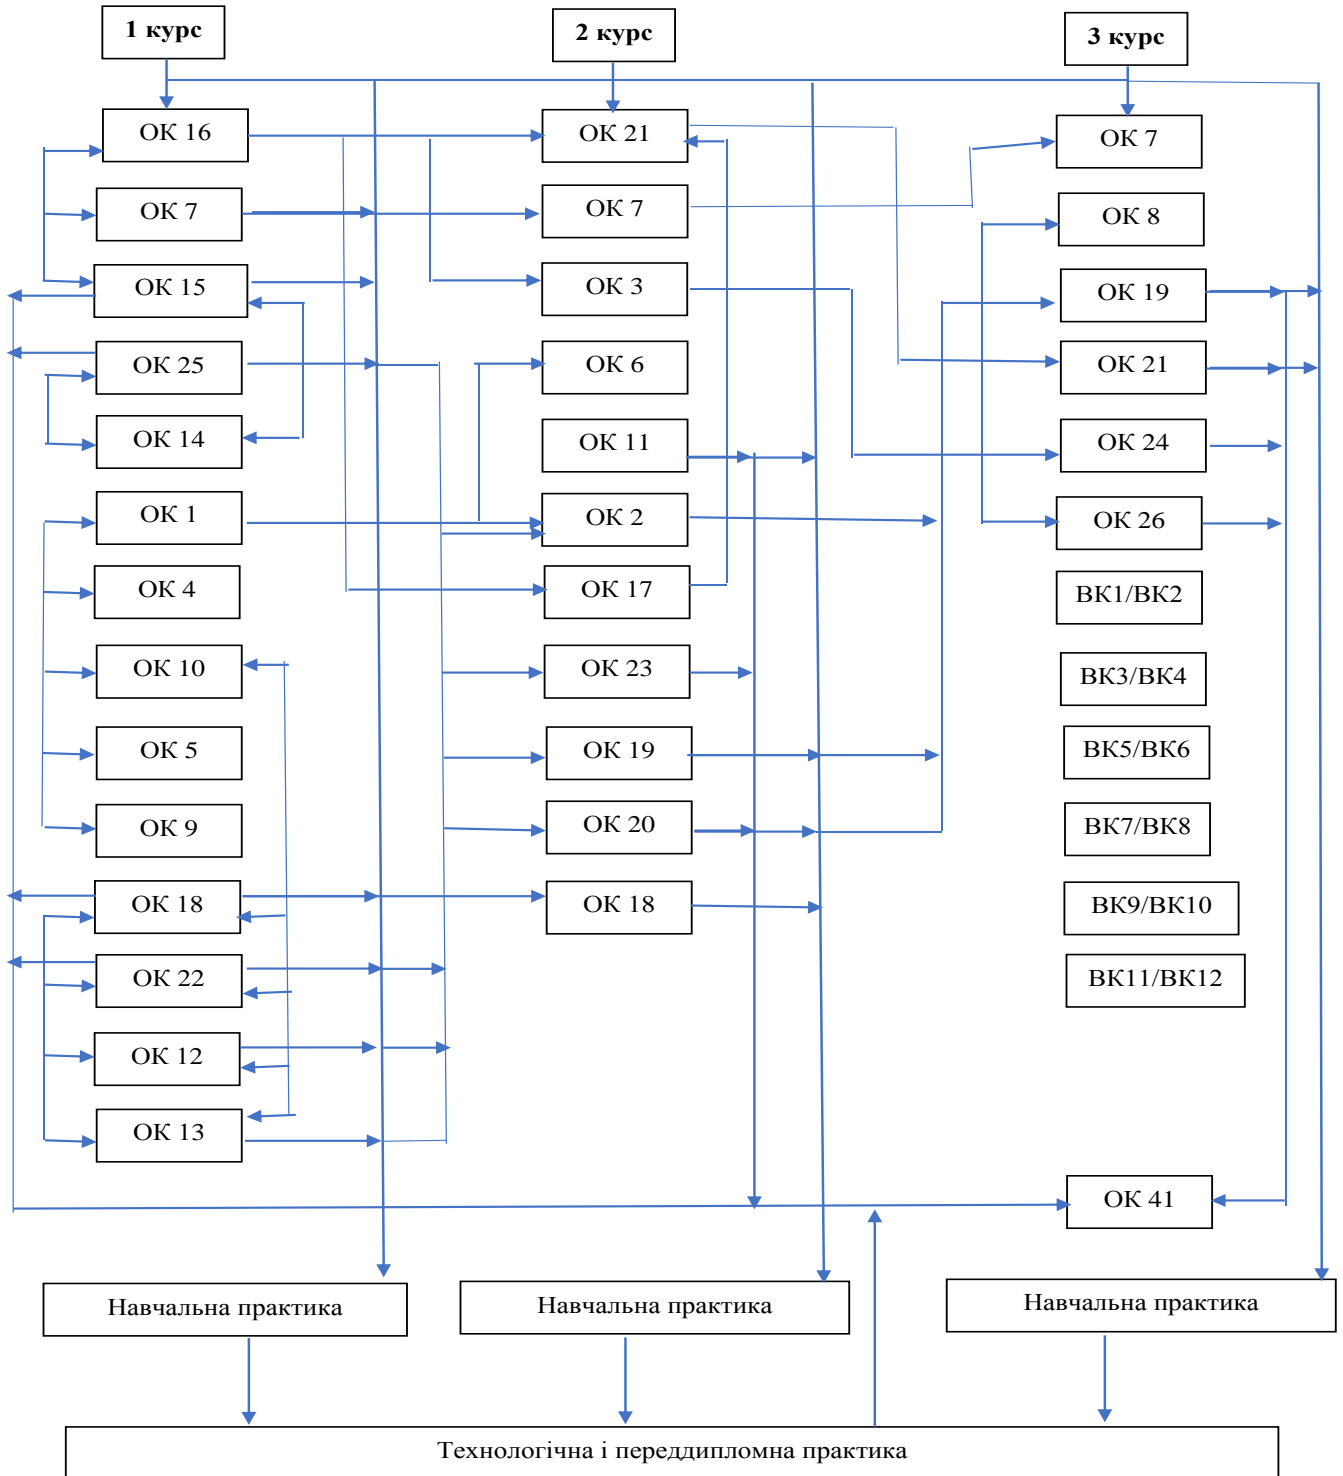 1 курс
2 курс
3 курс
ОК 16
ОК 7
ОК 15
ОК 25
ОК 14
ОК 1
ОК 4
ОК 10
ОК 5
ОК 9
ОК 18
ОК 22
ОК 12
ОК 13
ОК 21
ОК 7
ОК 3
ОК 6
ОК 11
ОК 2
ОК 17
ОК 23
ОК 19
ОК 20
ОК 18
ОК 7
ОК 8
ОК 19
ОК 21
ОК 24
ОК 26
ВК1/ВК2
ВК3/ВК4
ВК5/ВК6
ВК7/ВК8
ВК9/ВК10
ВК11/ВК12
ОК 41
Навчальна практика
Навчальна практика
Навчальна практика
Технологічна і переддипломна практика